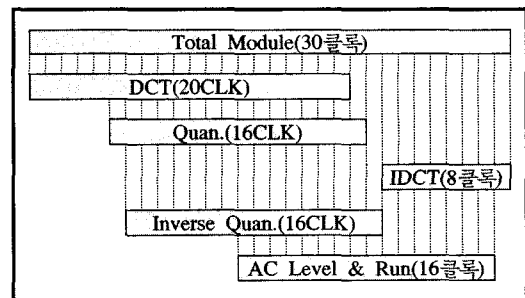 Total Module(30클록)
DCT(20CLK)
Quan.(16CLK)
IDCT(8클록)
Inverse Quan.(16CLK)
AC Level & Run(16클록)